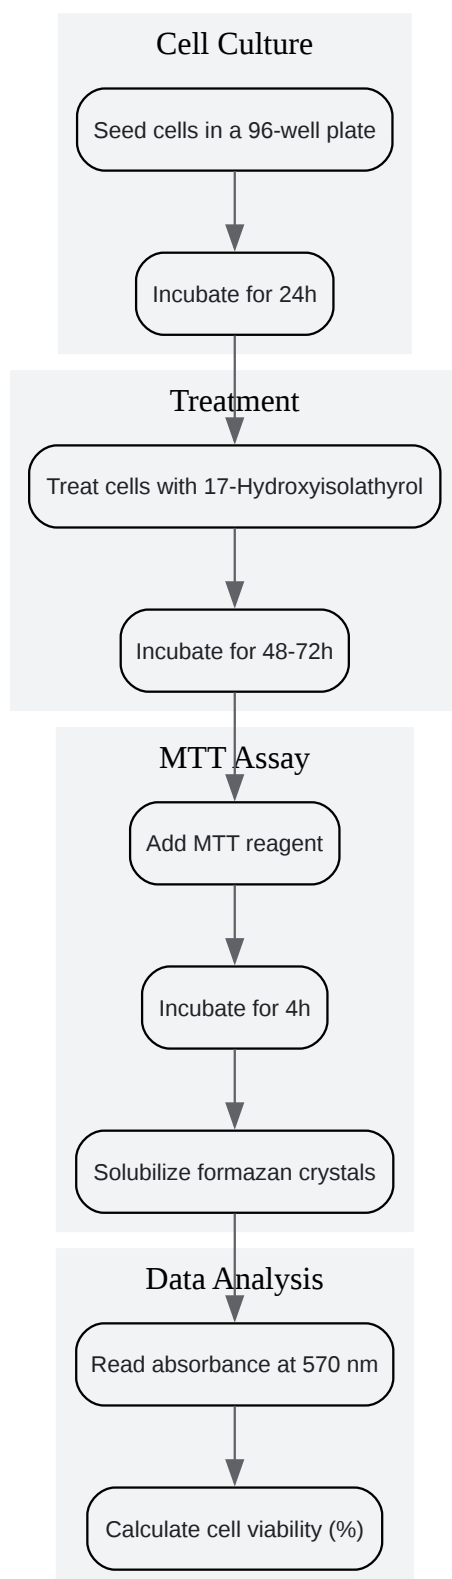 Cell Culture
Seed cells in a 96-well plate
Incubate for 24h
Treatment
Treat cells with 17-Hydroxyisolathyrol
Incubate for 48-72h
MTT Assay
Add MTT reagent
Incubate for 4h
Solubilize formazan crystals
Data Analysis
Read absorbance at 570 nm
Calculate cell viability (%)